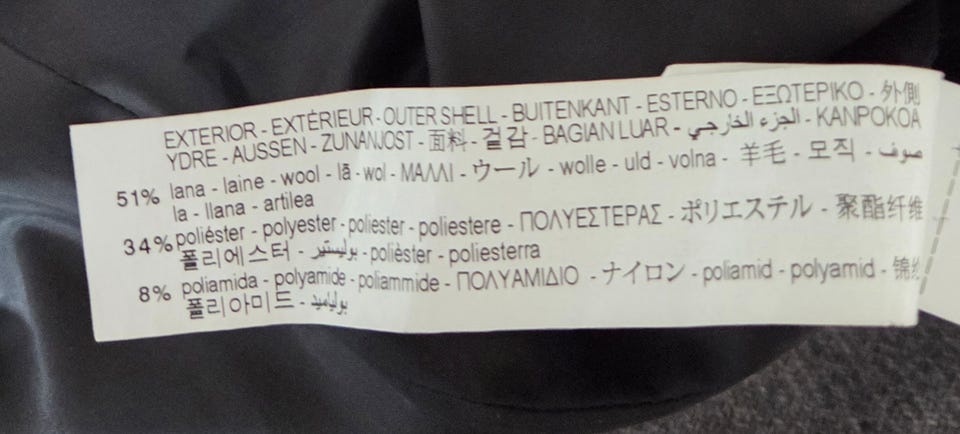 EXTERIOR - EXTÉRIEUR - OUTER SHELL - BUITENKANT - ESTERNO - ΕΞΩΤΕΡΙΚΟ - 外側
YDRE - AUSSEN - ZUNANJOST - 面料 - 겉감 - BAGIAN LUAR - الجزء الخارجي - KANPOKOA
51% lana - laine - wool - lã - wol - ΜΑΛΛΙ - ウール - wolle - uld - volna - 羊毛 - 모직 - صوف -
la - llana - artilea
34% poliéster - polyester - poliester - poliestere - ΠΟΛΥΕΣΤΕΡΑΣ - ポリエステル - 聚酯纤维
폴리에스터 - بوليستير - polièster - poliesterra
8% poliamida - polyamide - poliammide - ΠΟΛΥΑΜΙΔΙΟ - ナイロン - poliamid - polyamid - 锦纶
폴리아미드 - بولياميد